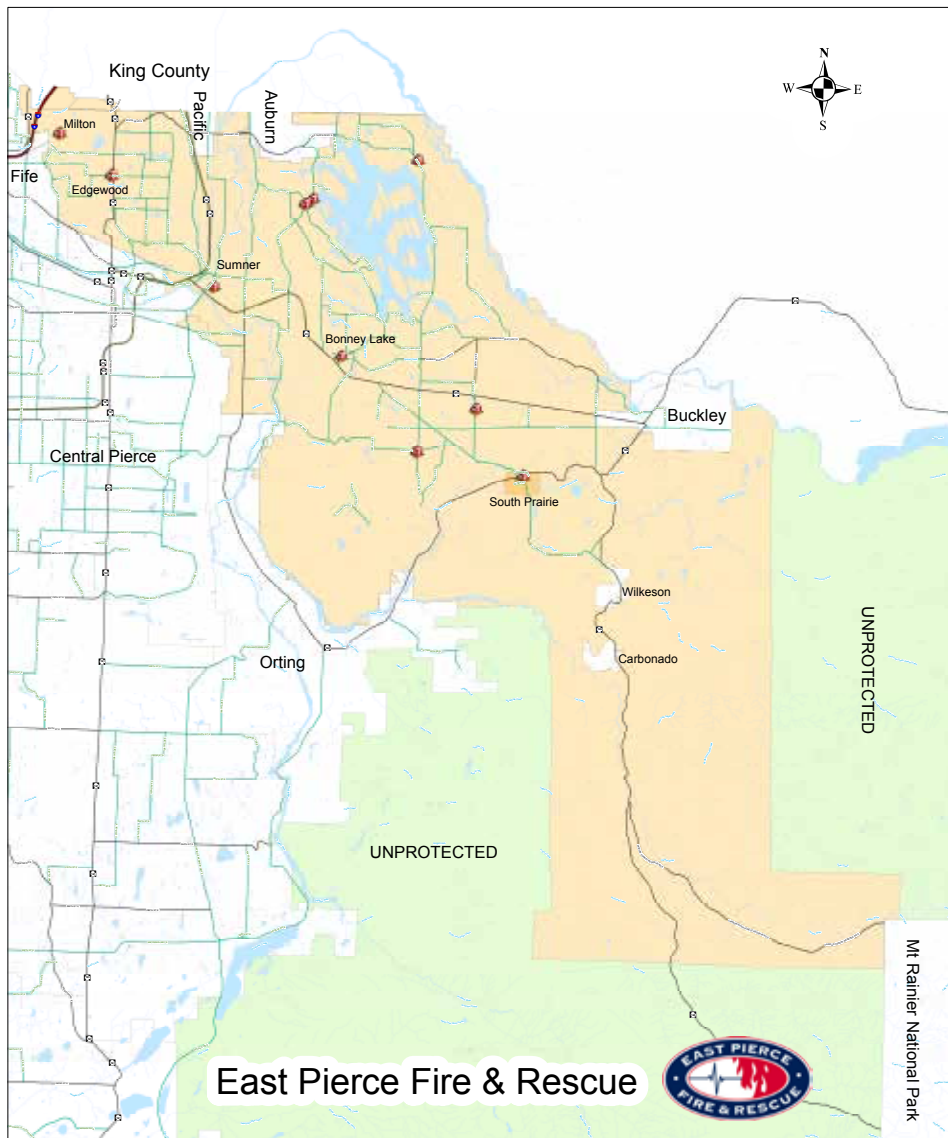 King County
N
W E
S
Pacific
Auburn
Milton
Fife
Edgewood
Sumner
Bonney Lake
Buckley
Central Pierce
South Prairie
Wilkeson
UNPROTECTED
Orting
Carbonado
UNPROTECTED
Mt Rainier National Park
East Pierce Fire & Rescue
EAST PIERCE
FIRE & RESCUE